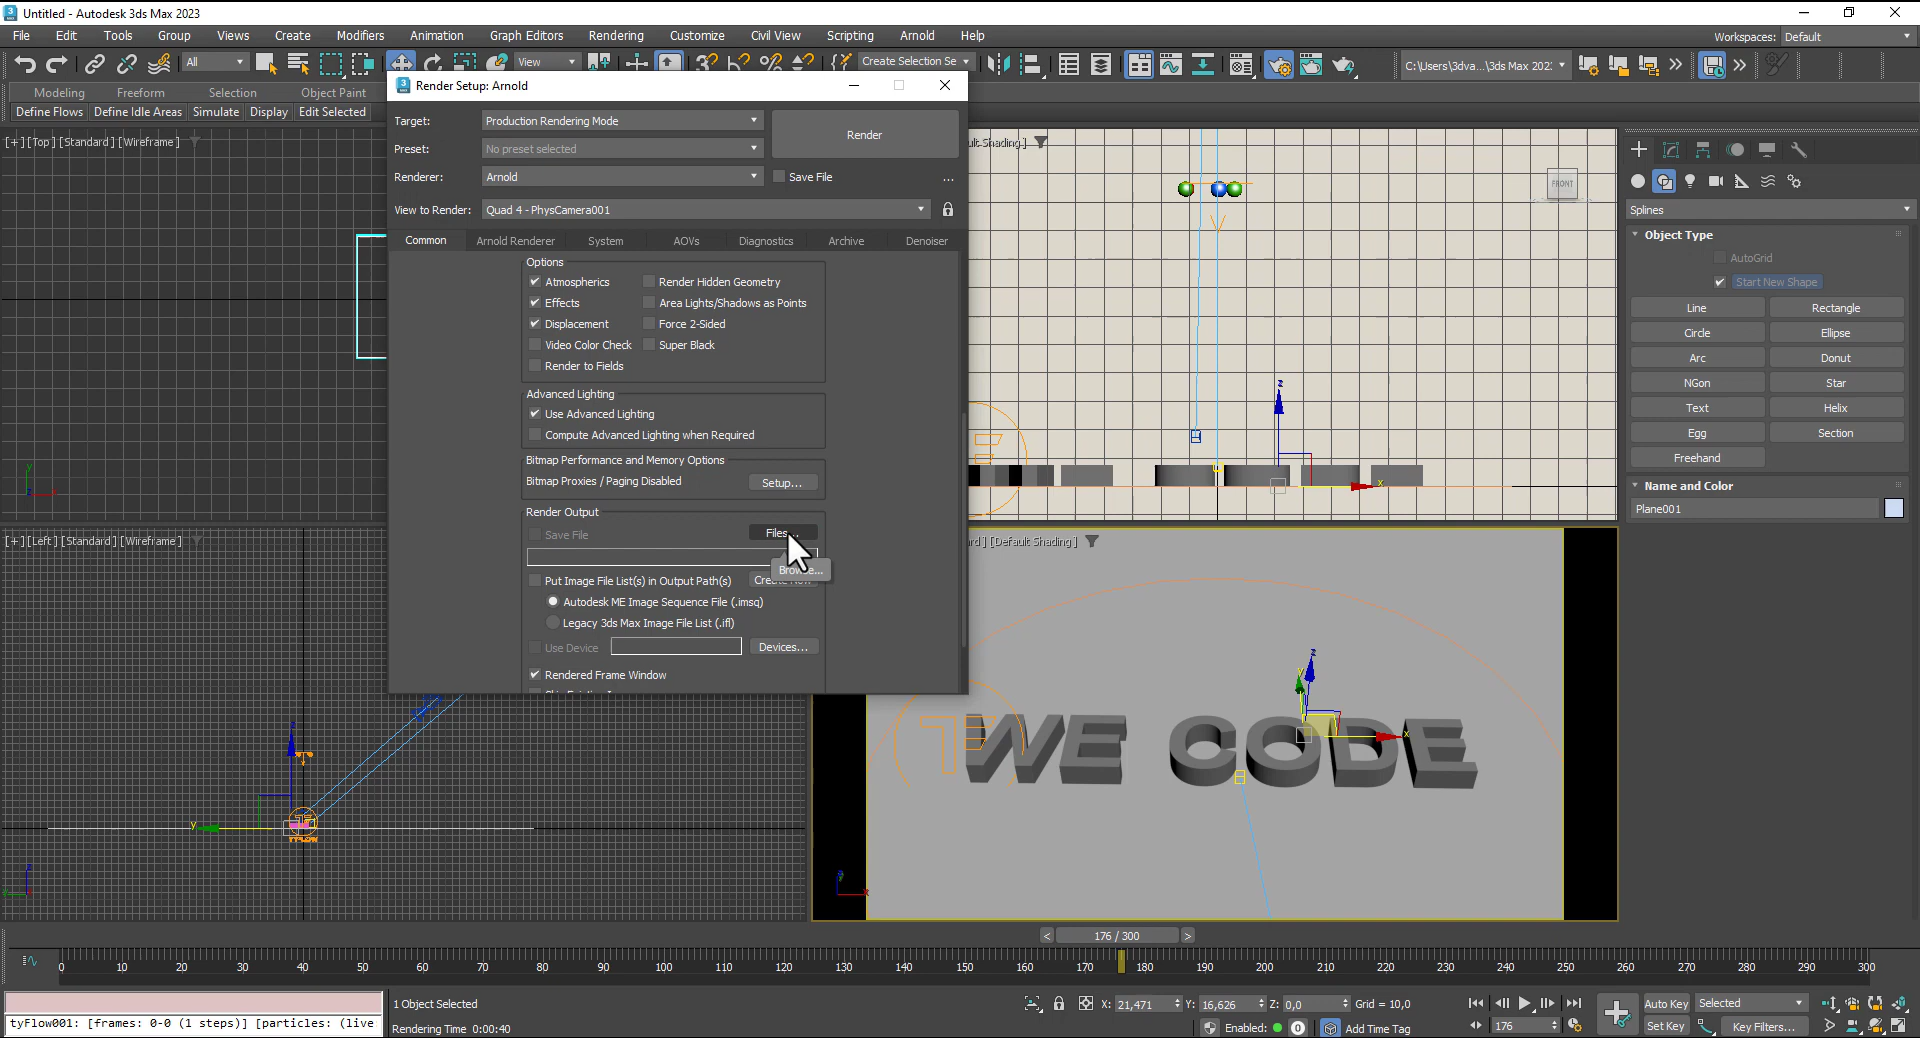 Untitled - Autodesk 3ds Max 2023
File Edit Tools Group Views Create Modifiers Animation Graph Editors Rendering Customize Civil View Scripting Arnold Help Workspaces: Default
All View Create Selection Se C:\Users\3dva...\3ds Max 202
Modeling Freeform Selection Object Paint
Define Flows Define Idle Areas Simulate Display Edit Selected
Render Setup: Arnold
Target: Production Rendering Mode Render
Preset: No preset selected
Renderer: Arnold Save File ...
View to Render: Quad 4 - PhysCamera001
Common Arnold Renderer System AOVs Diagnostics Archive Denoiser
Options
Atmospherics Render Hidden Geometry
Effects Area Lights/Shadows as Points
Displacement Force 2-Sided
Video Color Check Super Black
Render to Fields
Advanced Lighting
Use Advanced Lighting
Compute Advanced Lighting when Required
Bitmap Performance and Memory Options
Bitmap Proxies / Paging Disabled Setup...
Render Output
Save File Files...
Put Image File List(s) in Output Path(s)
Autodesk ME Image Sequence File (.imsq)
Legacy 3ds Max Image File List (.ifl)
Use Device Devices...
Rendered Frame Window
[+] [Top] [Standard] [Wireframe]
Shading]
FRONT
[+] [Left] [Standard] [Wireframe]
[Default Shading]
WE CODE
TYFLOW
Splines
Object Type
AutoGrid
Start New Shape
Line Rectangle
Circle Ellipse
Arc Donut
NGon Star
Text Helix
Egg Section
Freehand
Name and Color
Plane001
< 176 / 300 >
0 10 20 30 40 50 60 70 80 90 100 110 120 130 140 150 160 170 180 190 200 210 220 230 240 250 260 270 280 290 300
1 Object Selected X: 21,471 Y: 16,626 Z: 0,0 Grid = 10,0 Auto Key Selected
tyFlow001: [frames: 0-0 (1 steps)] [particles: (live Rendering Time 0:00:40 Enabled: 0 Add Time Tag 176 Set Key Key Filters...